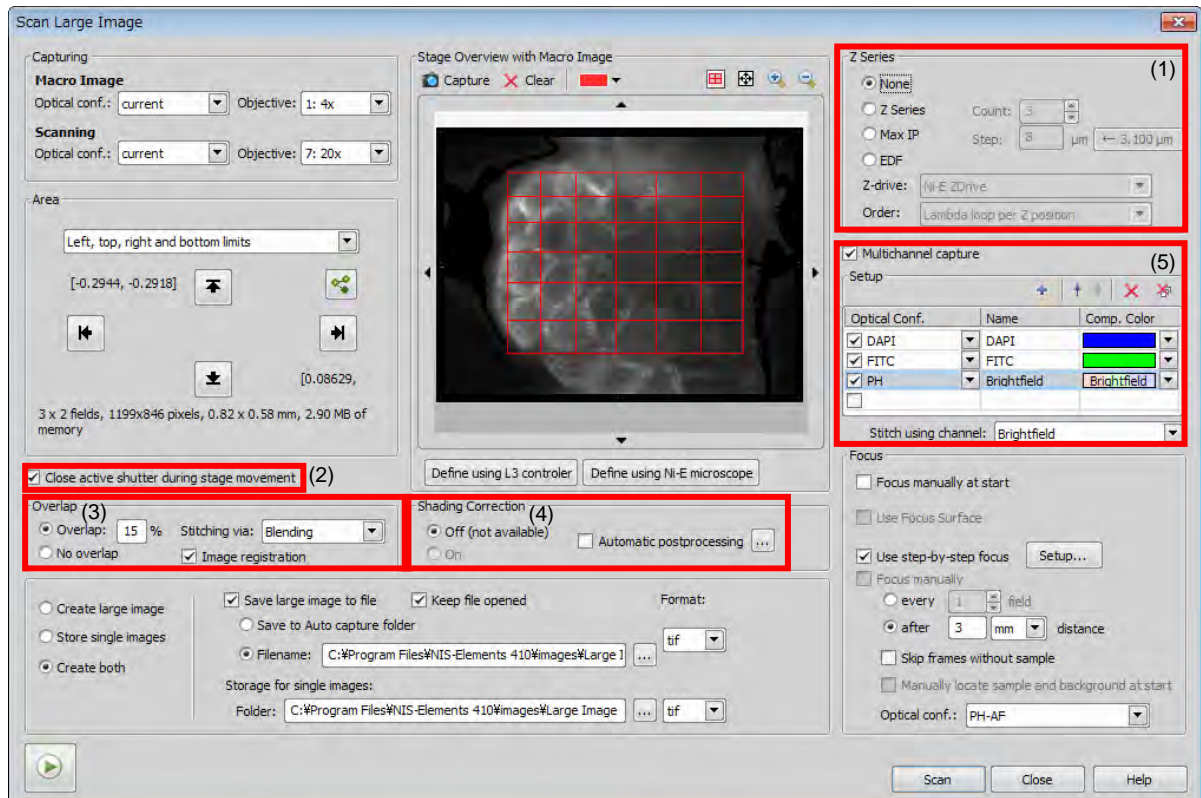 Scan Large Image
Capturing
Macro Image
Optical conf.: current Objective: 1: 4x
Scanning
Optical conf.: current Objective: 7: 20x
Area
Left, top, right and bottom limits
[-0.2944, -0.2918]
[0.08629,
3 x 2 fields, 1199x846 pixels, 0.82 x 0.58 mm, 2.90 MB of
memory
Stage Overview with Macro Image
Capture Clear
Define using L3 controler Define using Ni-E microscope
Z Series
(1)
None
Z Series Count: 3
Max IP Step: 8 µm ← 3,100 µm
EDF
Z-drive: Ni-E ZDrive
Order: Lambda loop per Z position
Multichannel capture
(5)
Setup
Optical Conf. Name Comp. Color
DAPI DAPI
FITC FITC
PH Brightfield Brightfield
Stitch using channel: Brightfield
Close active shutter during stage movement (2)
Overlap (3)
Overlap: 15 % Stitching via: Blending
No overlap Image registration
Shading Correction (4)
Off (not available) Automatic postprocessing ...
On
Focus
Focus manually at start
Use Focus Surface
Use step-by-step focus Setup...
Focus manually
every 1 field
after 3 mm distance
Skip frames without sample
Manually locate sample and background at start
Optical conf.: PH-AF
Create large image
Store single images
Create both
Save large image to file Keep file opened Format:
Save to Auto capture folder
Filename: C:¥Program Files¥NIS-Elements 410¥images¥Large I ... tif
Storage for single images:
Folder: C:¥Program Files¥NIS-Elements 410¥images¥Large Image ... tif
Scan Close Help